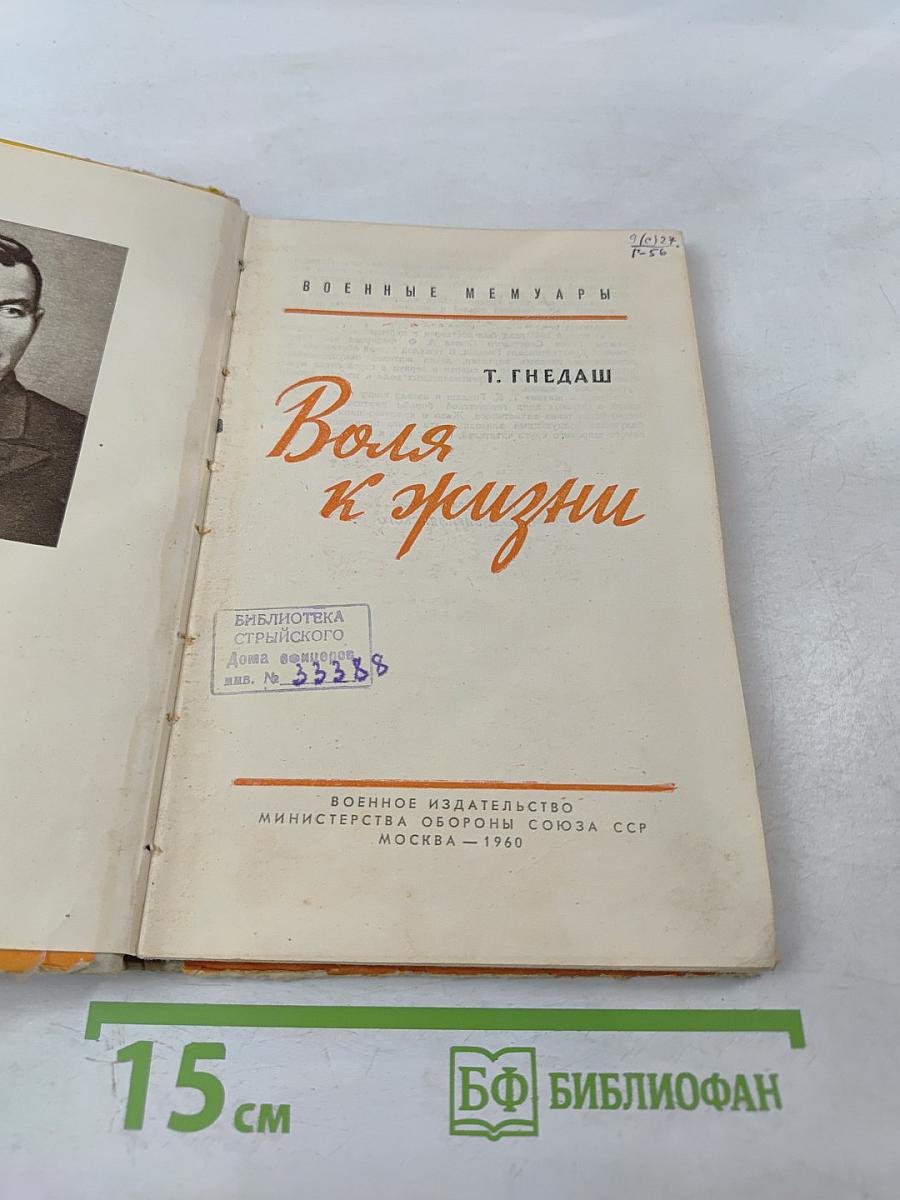 9(с)27.
Г-56
ВОЕННЫЕ МЕМУАРЫ
Т. ГНЕДАШ
Воля
к жизни
БИБЛИОТЕКА
СТРЫЙСКОГО
Дома офицеров
инв. № 33388
ВОЕННОЕ ИЗДАТЕЛЬСТВО
МИНИСТЕРСТВА ОБОРОНЫ СОЮЗА ССР
МОСКВА — 1960
15 см
БФ БИБЛИОФАН